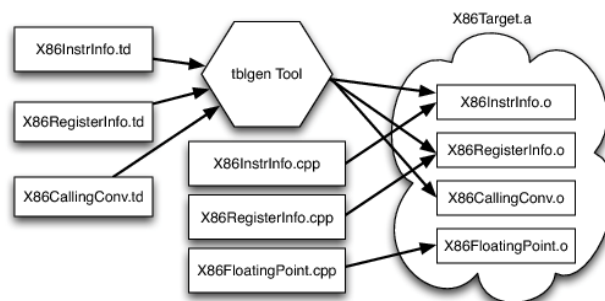 X86Target.a
X86InstrInfo.td
tblgen Tool
X86InstrInfo.o
X86RegisterInfo.td
X86InstrInfo.cpp
X86RegisterInfo.o
X86CallingConv.td
X86RegisterInfo.cpp
X86CallingConv.o
X86FloatingPoint.cpp
X86FloatingPoint.o